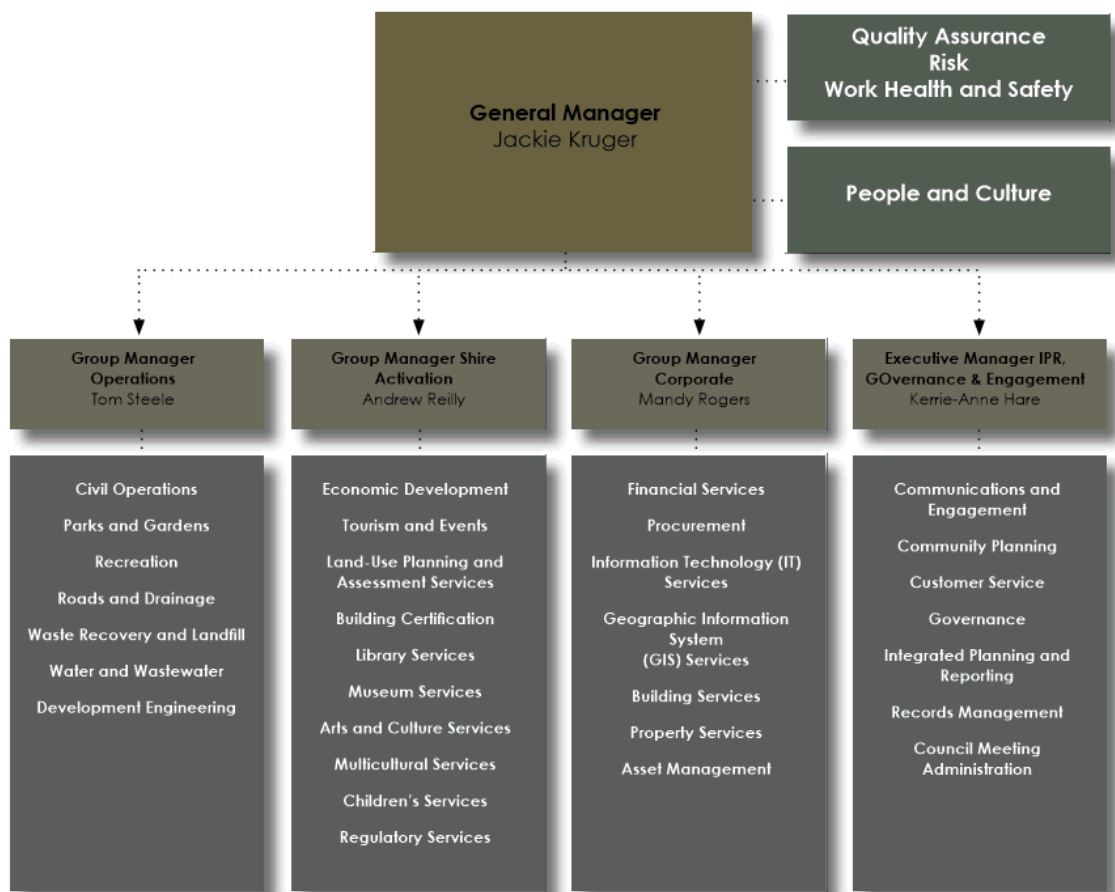 General Manager
Jackie Kruger
Quality Assurance
Risk
Work Health and Safety
People and Culture
Group Manager
Operations
Tom Steele
Civil Operations
Parks and Gardens
Recreation
Roads and Drainage
Waste Recovery and Landfill
Water and Wastewater
Development Engineering
Group Manager Shire
Activation
Andrew Reilly
Economic Development
Tourism and Events
Land-Use Planning and
Assessment Services
Building Certification
Library Services
Museum Services
Arts and Culture Services
Multicultural Services
Children's Services
Regulatory Services
Group Manager
Corporate
Mandy Rogers
Financial Services
Procurement
Information Technology (IT)
Services
Geographic Information
System
(GIS) Services
Building Services
Property Services
Asset Management
Executive Manager IPR,
GOvernance & Engagement
Kerrie-Anne Hare
Communications and
Engagement
Community Planning
Customer Service
Governance
Integrated Planning and
Reporting
Records Management
Council Meeting
Administration